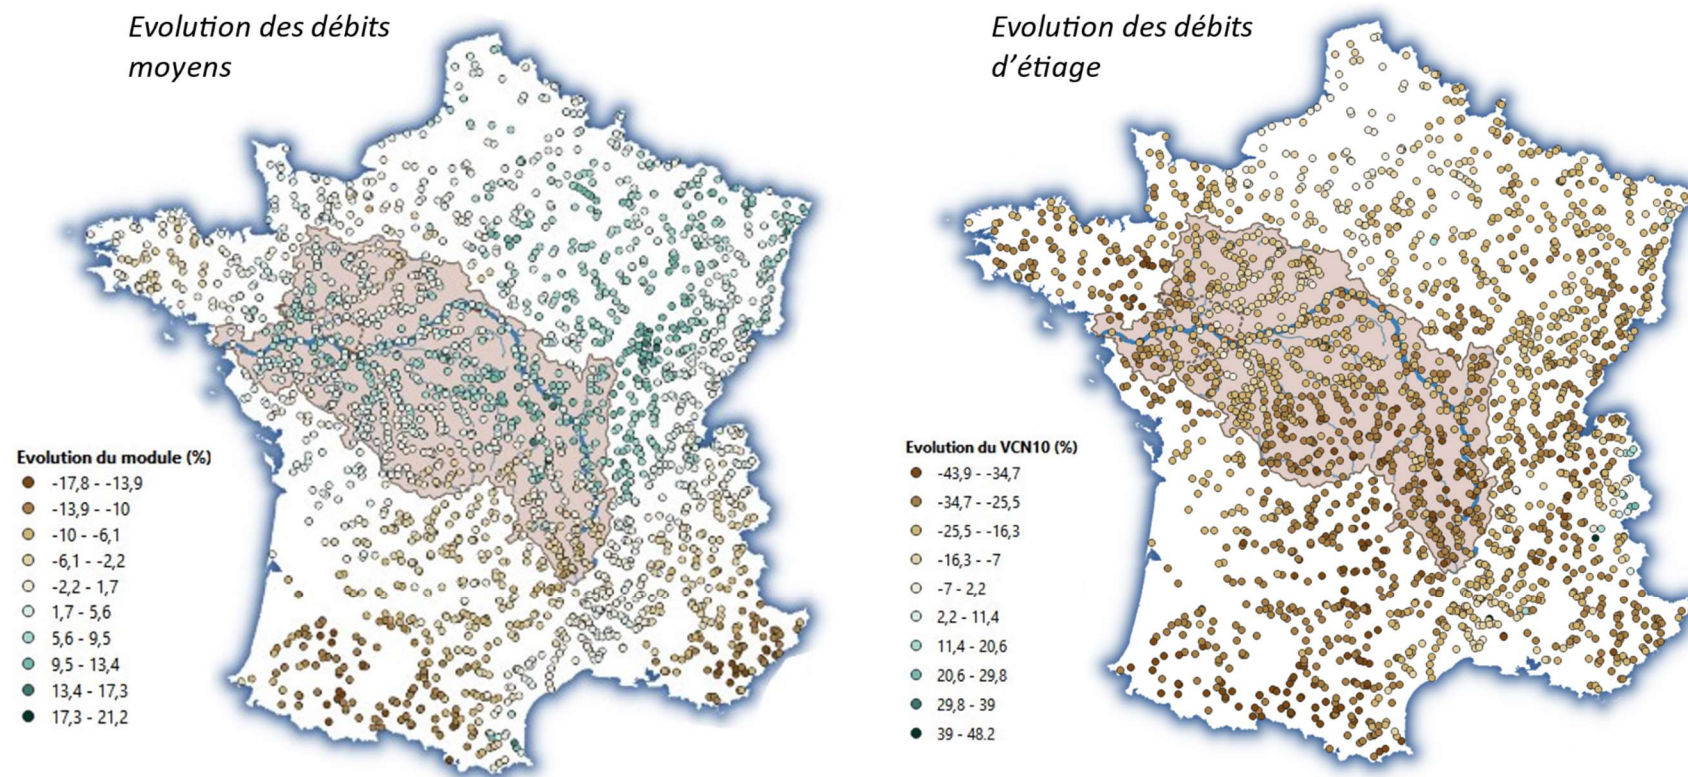 Evolution des débits
moyens
Evolution du module (%)
-17,8 - -13,9
-13,9 - -10
-10 - -6,1
-6,1 - -2,2
-2,2 - 1,7
1,7 - 5,6
5,6 - 9,5
9,5 - 13,4
13,4 - 17,3
17,3 - 21,2
Evolution des débits
d’étiage
Evolution du VCN10 (%)
-43,9 - -34,7
-34,7 - -25,5
-25,5 - -16,3
-16,3 - -7
-7 - 2,2
2,2 - 11,4
11,4 - 20,6
20,6 - 29,8
29,8 - 39
39 - 48.2